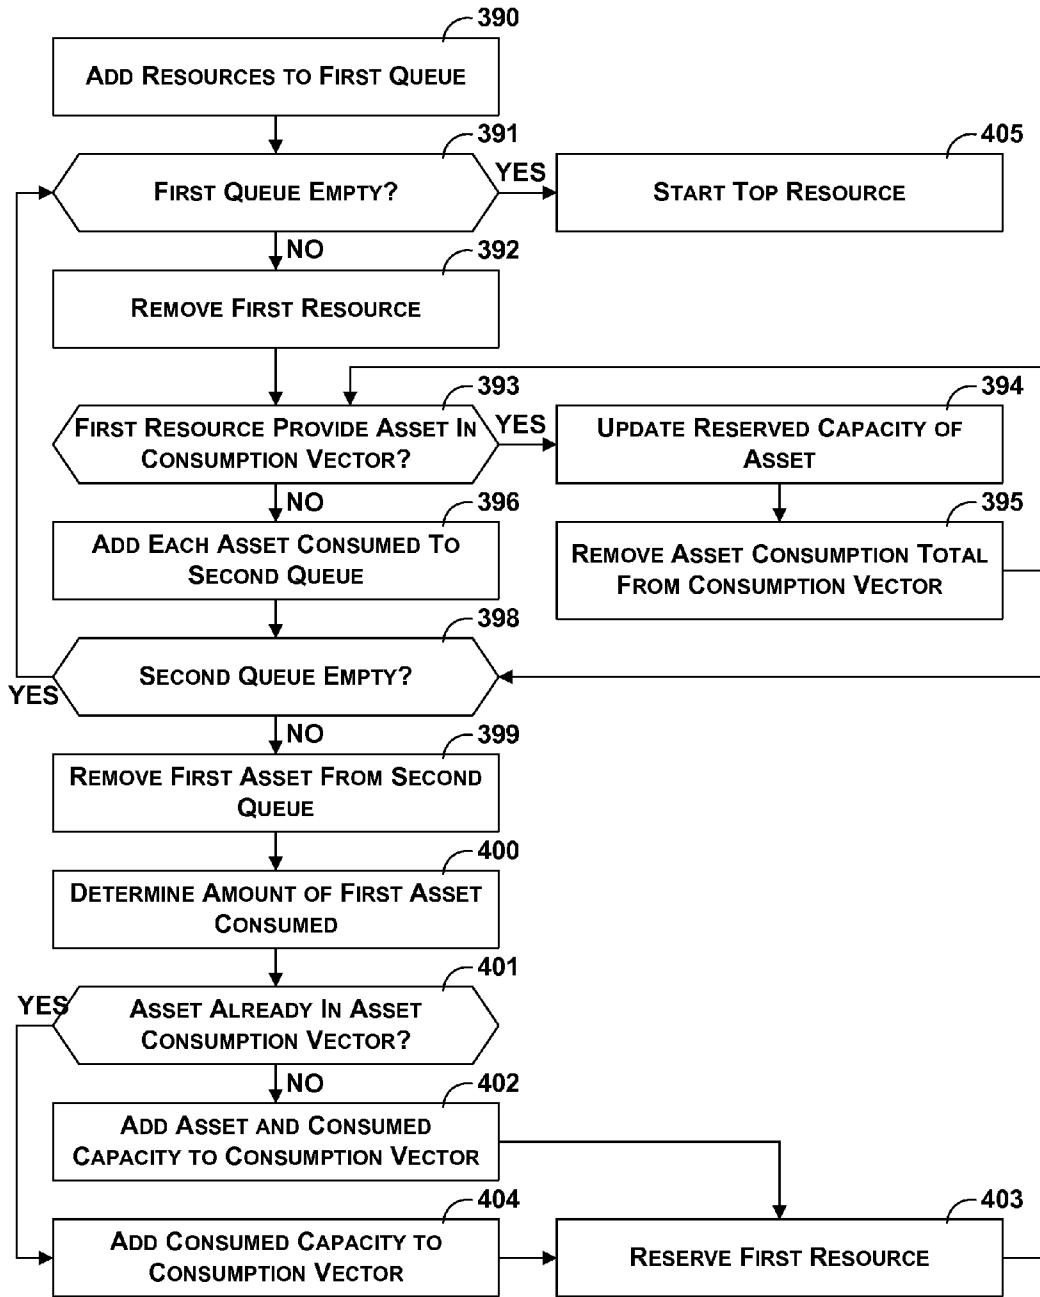 390
ADD RESOURCES TO FIRST QUEUE
391
FIRST QUEUE EMPTY?
YES
405
START TOP RESOURCE
NO
392
REMOVE FIRST RESOURCE
393
FIRST RESOURCE PROVIDE ASSET IN
CONSUMPTION VECTOR?
YES
394
UPDATE RESERVED CAPACITY OF
ASSET
NO
396
ADD EACH ASSET CONSUMED TO
SECOND QUEUE
395
REMOVE ASSET CONSUMPTION TOTAL
FROM CONSUMPTION VECTOR
398
SECOND QUEUE EMPTY?
YES
NO
399
REMOVE FIRST ASSET FROM SECOND
QUEUE
400
DETERMINE AMOUNT OF FIRST ASSET
CONSUMED
401
YES
ASSET ALREADY IN ASSET
CONSUMPTION VECTOR?
NO
402
ADD ASSET AND CONSUMED
CAPACITY TO CONSUMPTION VECTOR
404
ADD CONSUMED CAPACITY TO
CONSUMPTION VECTOR
403
RESERVE FIRST RESOURCE